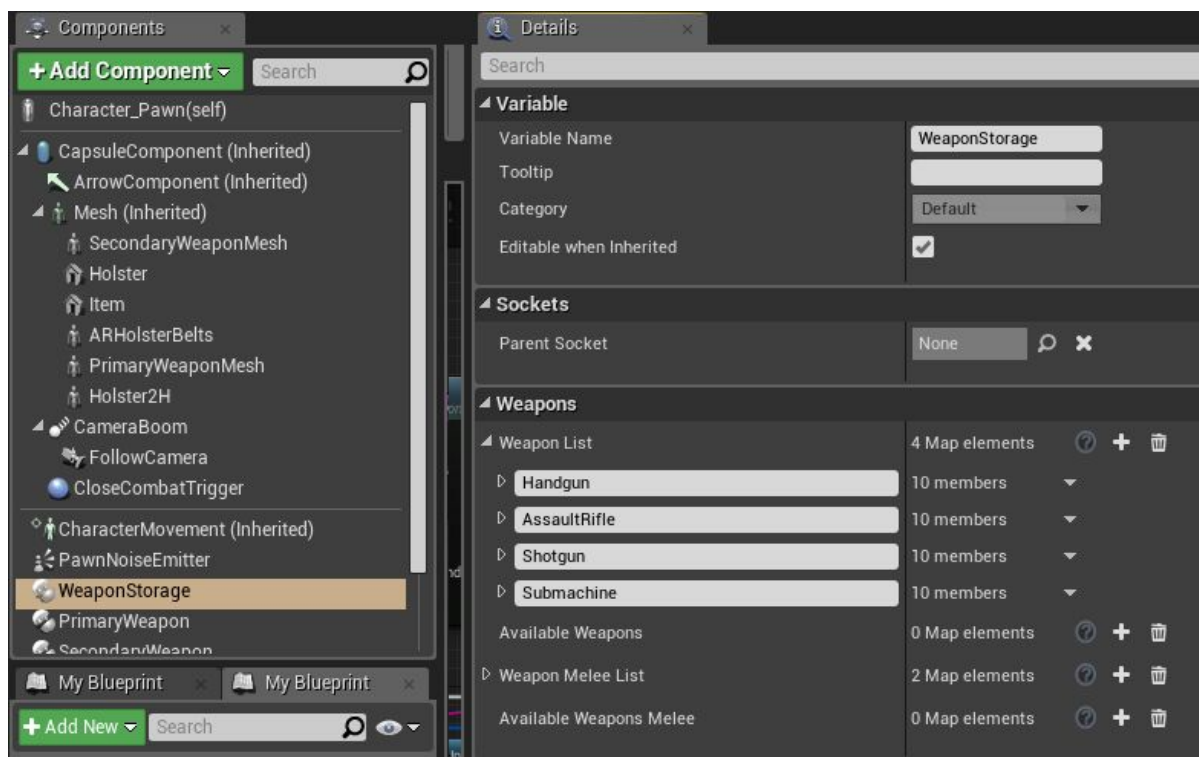 Components
+ Add Component
Search
Character_Pawn(self)
CapsuleComponent (Inherited)
ArrowComponent (Inherited)
Mesh (Inherited)
SecondaryWeaponMesh
Holster
Item
ARHolsterBelts
PrimaryWeaponMesh
Holster2H
CameraBoom
FollowCamera
CloseCombatTrigger
CharacterMovement (Inherited)
PawnNoiseEmitter
WeaponStorage
PrimaryWeapon
SecondaryWeapon
My Blueprint
My Blueprint
+ Add New
Search
Details
Search
Variable
Variable Name WeaponStorage
Tooltip
Category Default
Editable when Inherited
Sockets
Parent Socket None
Weapons
Weapon List 4 Map elements
Handgun 10 members
AssaultRifle 10 members
Shotgun 10 members
Submachine 10 members
Available Weapons 0 Map elements
Weapon Melee List 2 Map elements
Available Weapons Melee 0 Map elements